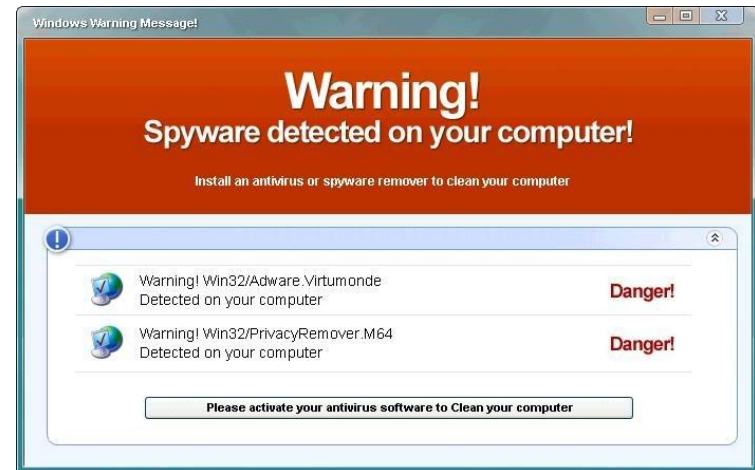 Windows Warning Message!
Warning!
Spyware detected on your computer!
Install an antivirus or spyware remover to clean your computer
Warning! Win32/Adware.Virtumonde
Detected on your computer
Danger!
Warning! Win32/PrivacyRemover.M64
Detected on your computer
Danger!
Please activate your antivirus software to Clean your computer